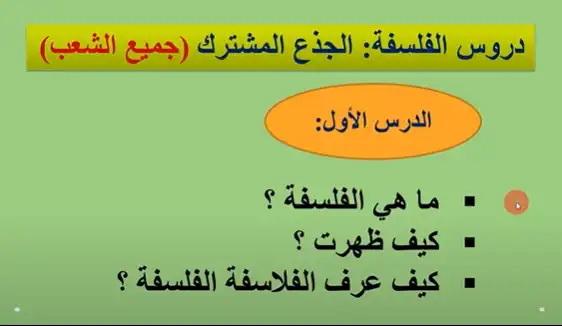 دروس الفلسفة: الجذع المشترك (جميع الشعب)
الدرس الأول:
▪ ما هي الفلسفة ؟
▪ كيف ظهرت ؟
▪ كيف عرف الفلاسفة الفلسفة ؟